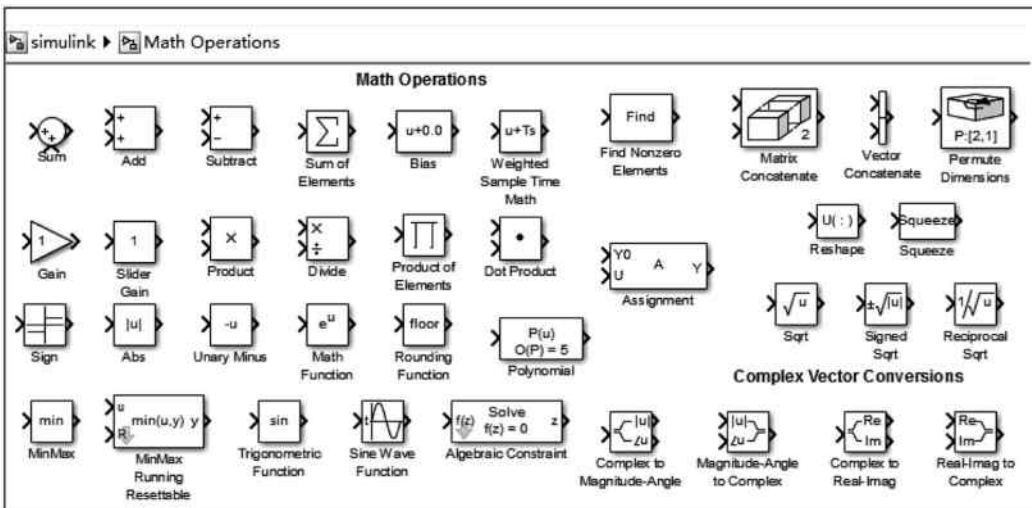 simulink ▶ Math Operations
Math Operations
+ +
Sum
+ +
Add
+ −
Subtract
∑
Sum of
Elements
u+0.0
Bias
u+Ts
Weighted
Sample Time
Math
Find
Find Nonzero
Elements
2
Matrix
Concatenate
Vector
Concatenate
P:[2,1]
Permute
Dimensions
1
Gain
1
Slider
Gain
×
Product
×
÷
Divide
∏
Product of
Elements
•
Dot Product
Y0
U
A
Y
Assignment
U( : )
Reshape
Squeeze
Squeeze
Sign
|u|
Abs
-u
Unary Minus
e^u
Math
Function
floor
Rounding
Function
P(u)
O(P) = 5
Polynomial
√u
Sqrt
±√|u|
Signed
Sqrt
1/√u
Reciprocal
Sqrt
Complex Vector Conversions
min
MinMax
u
R
min(u,y) y
MinMax
Running
Resettable
sin
Trigonometric
Function
t
Sine Wave
Function
f(z)
Solve
f(z) = 0
z
Algebraic Constraint
|u|
∠u
Complex to
Magnitude-Angle
|u|
∠u
Magnitude-Angle
to Complex
Re
Im
Complex to
Real-Imag
Re
Im
Real-Imag to
Complex